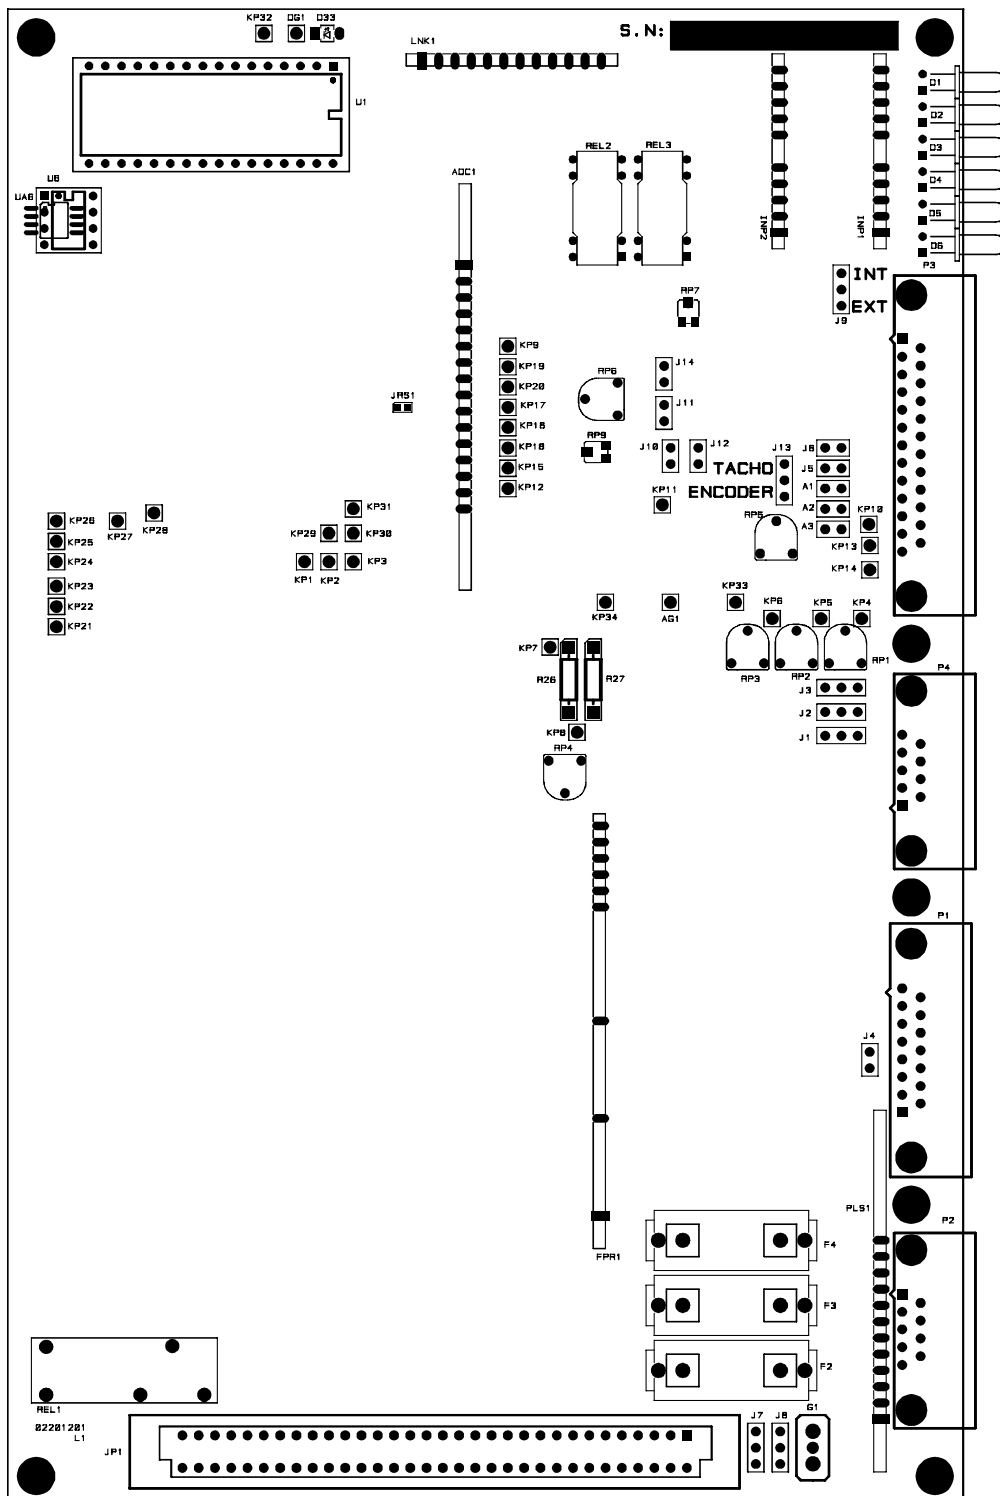 KP32
DG1
D33
LNK1
S.N:
U1
D1
D2
D3
D4
D5
D6
REL2
REL3
ADC1
U6
UA6
INP2
INP1
P3
INT
EXT
J9
RP7
KP9
KP19
KP20
KP17
KP16
KP18
KP15
KP12
RP6
J14
J11
JRS1
RP9
J10
J12
J13
TACHO
ENCODER
J6
J5
A1
A2
A3
KP11
RP5
KP10
KP13
KP14
KP26
KP27
KP28
KP25
KP24
KP23
KP22
KP21
KP31
KP29
KP30
KP1
KP2
KP3
KP34
AG1
KP33
KP6
KP5
KP4
KP7
R26
R27
RP3
RP2
RP1
P4
J3
J2
J1
KP8
RP4
P1
J4
PLS1
P2
FPR1
F4
F3
F2
REL1
02201201
L1
JP1
J7
J8
G1